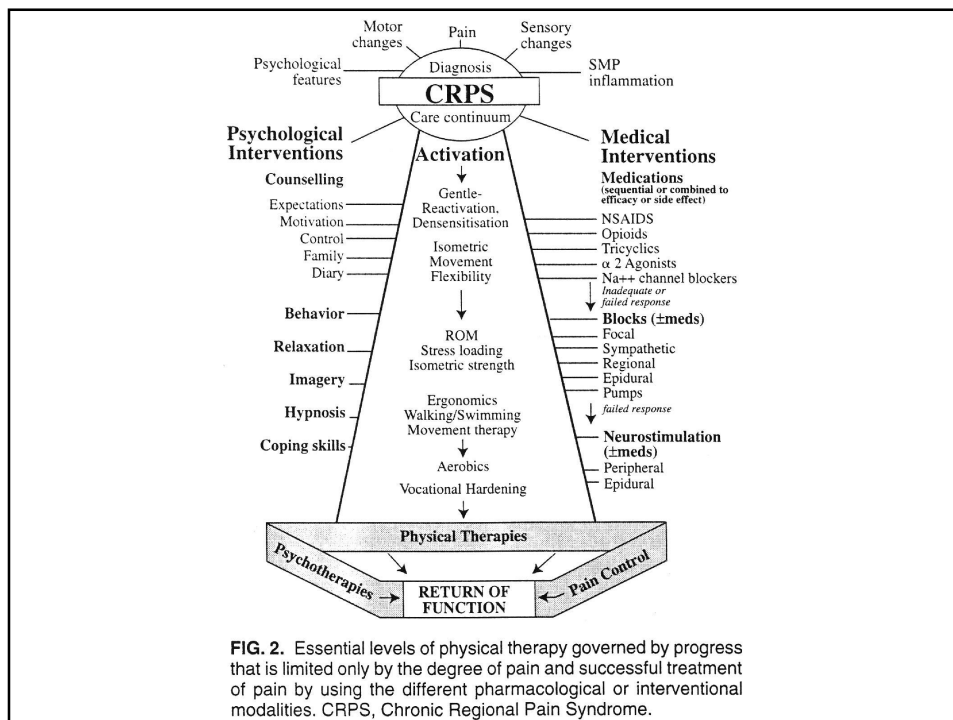 Motor
changes
Pain
Sensory
changes
Psychological
features
Diagnosis
SMP
inflammation
CRPS
Care continuum
Psychological
Interventions
Counselling
Expectations
Motivation
Control
Family
Diary
Behavior
Relaxation
Imagery
Hypnosis
Coping skills
Activation
Gentle-
Reactivation,
Densensitisation
Isometric
Movement
Flexibility
ROM
Stress loading
Isometric strength
Ergonomics
Walking/Swimming
Movement therapy
Aerobics
Vocational Hardening
Medical
Interventions
Medications
(sequential or combined to
efficacy or side effect)
NSAIDS
Opioids
Tricyclics
α 2 Agonists
Na++ channel blockers
Inadequate or
failed response
Blocks (±meds)
Focal
Sympathetic
Regional
Epidural
Pumps
failed response
Neurostimulation
(±meds)
Peripheral
Epidural
Physical Therapies
Psychotherapies
Pain Control
RETURN OF
FUNCTION
FIG. 2. Essential levels of physical therapy governed by progress
that is limited only by the degree of pain and successful treatment
of pain by using the different pharmacological or interventional
modalities. CRPS, Chronic Regional Pain Syndrome.